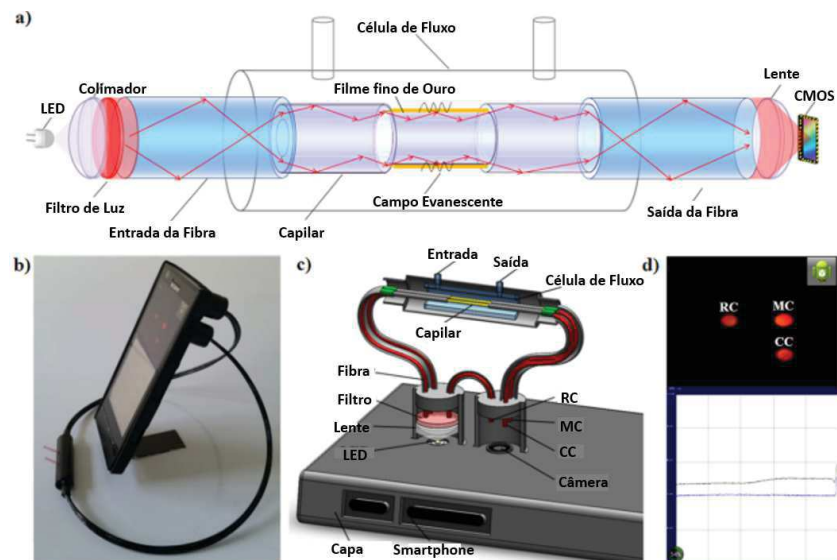 a)
Célula de Fluxo
Colimador
Filme fino de Ouro
Lente
LED
CMOS
Campo Evanescente
Filtro de Luz
Entrada da Fibra
Capilar
Saída da Fibra
b)
c)
Entrada
Saída
Célula de Fluxo
Capilar
Fibra
Filtro
Lente
LED
RC
MC
CC
Câmera
Capa
Smartphone
d)
RC
MC
CC